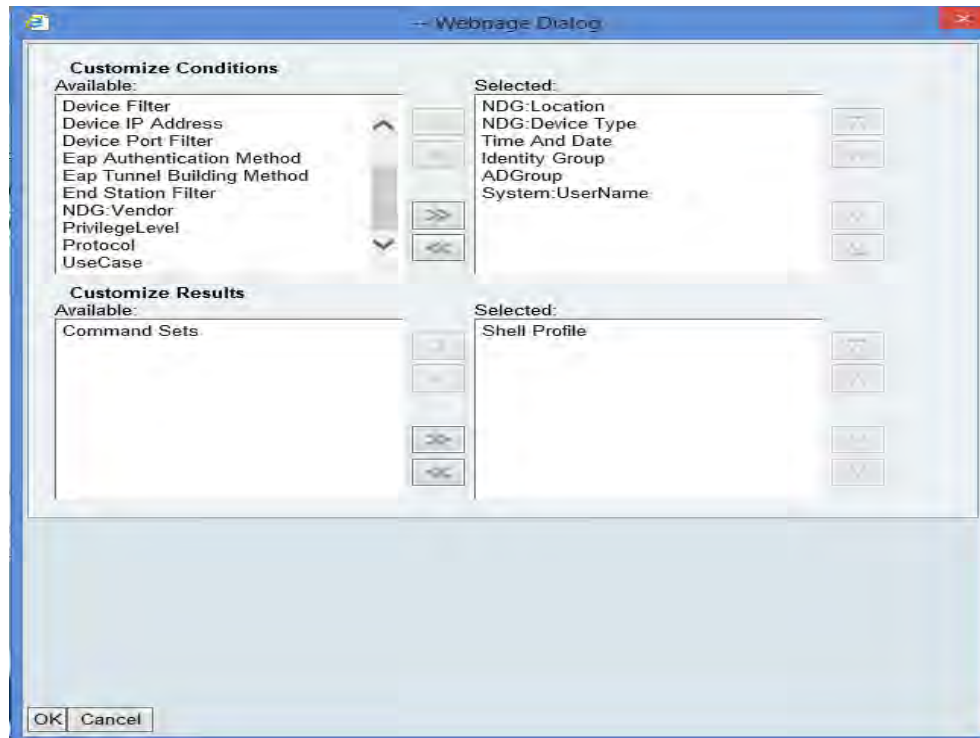 -- Webpage Dialog
Customize Conditions
Available:
Device Filter
Device IP Address
Device Port Filter
Eap Authentication Method
Eap Tunnel Building Method
End Station Filter
NDG:Vendor
PrivilegeLevel
Protocol
UseCase
>>
<<
Selected:
NDG:Location
NDG:Device Type
Time And Date
Identity Group
ADGroup
System:UserName
Customize Results
Available:
Command Sets
>>
<<
Selected:
Shell Profile
OK Cancel